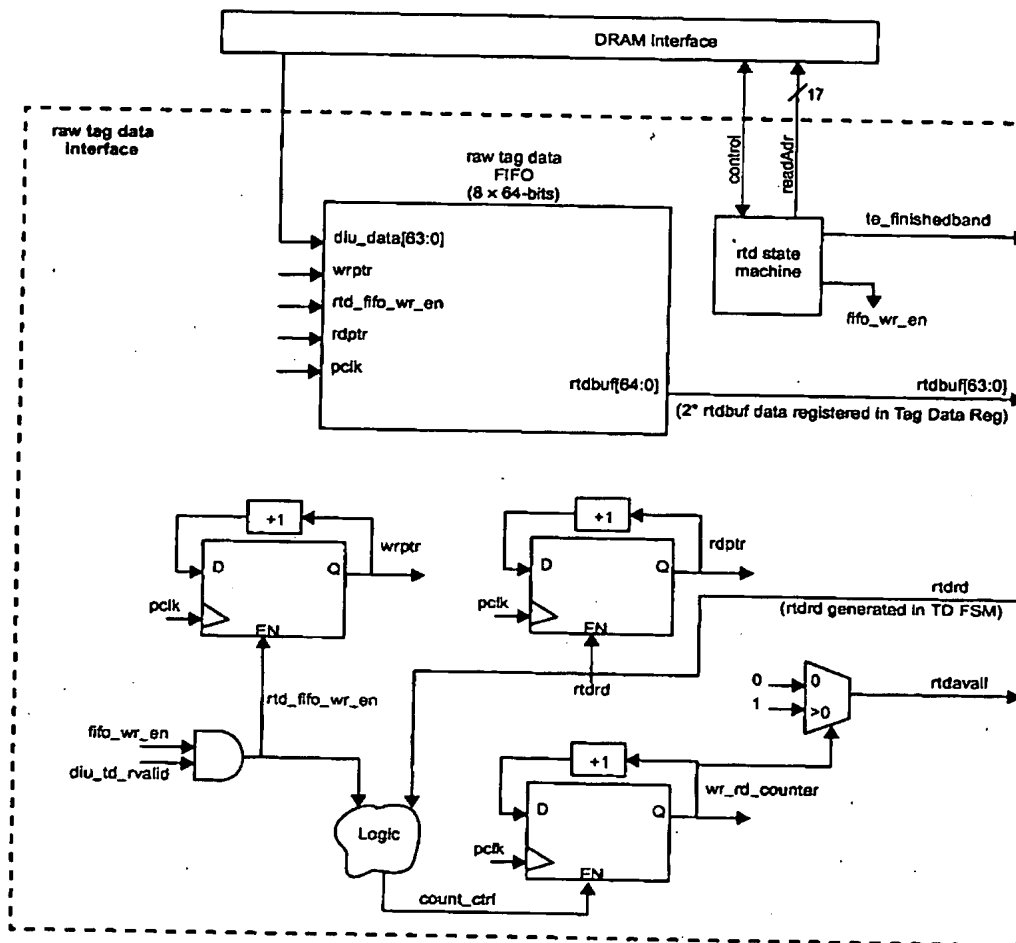 DRAM Interface
17
raw tag data
interface
raw tag data
FIFO
(8 × 64-bits)
control
readAdr
diu_data[63:0]
wrptr
rtd_fifo_wr_en
rdptr
pclk
rtdbuf[64:0]
rtd state
machine
te_finishedband
fifo_wr_en
rtdbuf[63:0]
(2* rtdbuf data registered in Tag Data Reg)
+1
wrptr
D
Q
pclk
EN
+1
rdptr
D
Q
pclk
EN
rtdrd
rtdrd
(rtdrd generated in TD FSM)
0
0
1
>0
rtdavail
rtd_fifo_wr_en
fifo_wr_en
diu_td_rvalid
Logic
count_ctrl
+1
wr_rd_counter
D
Q
pclk
EN